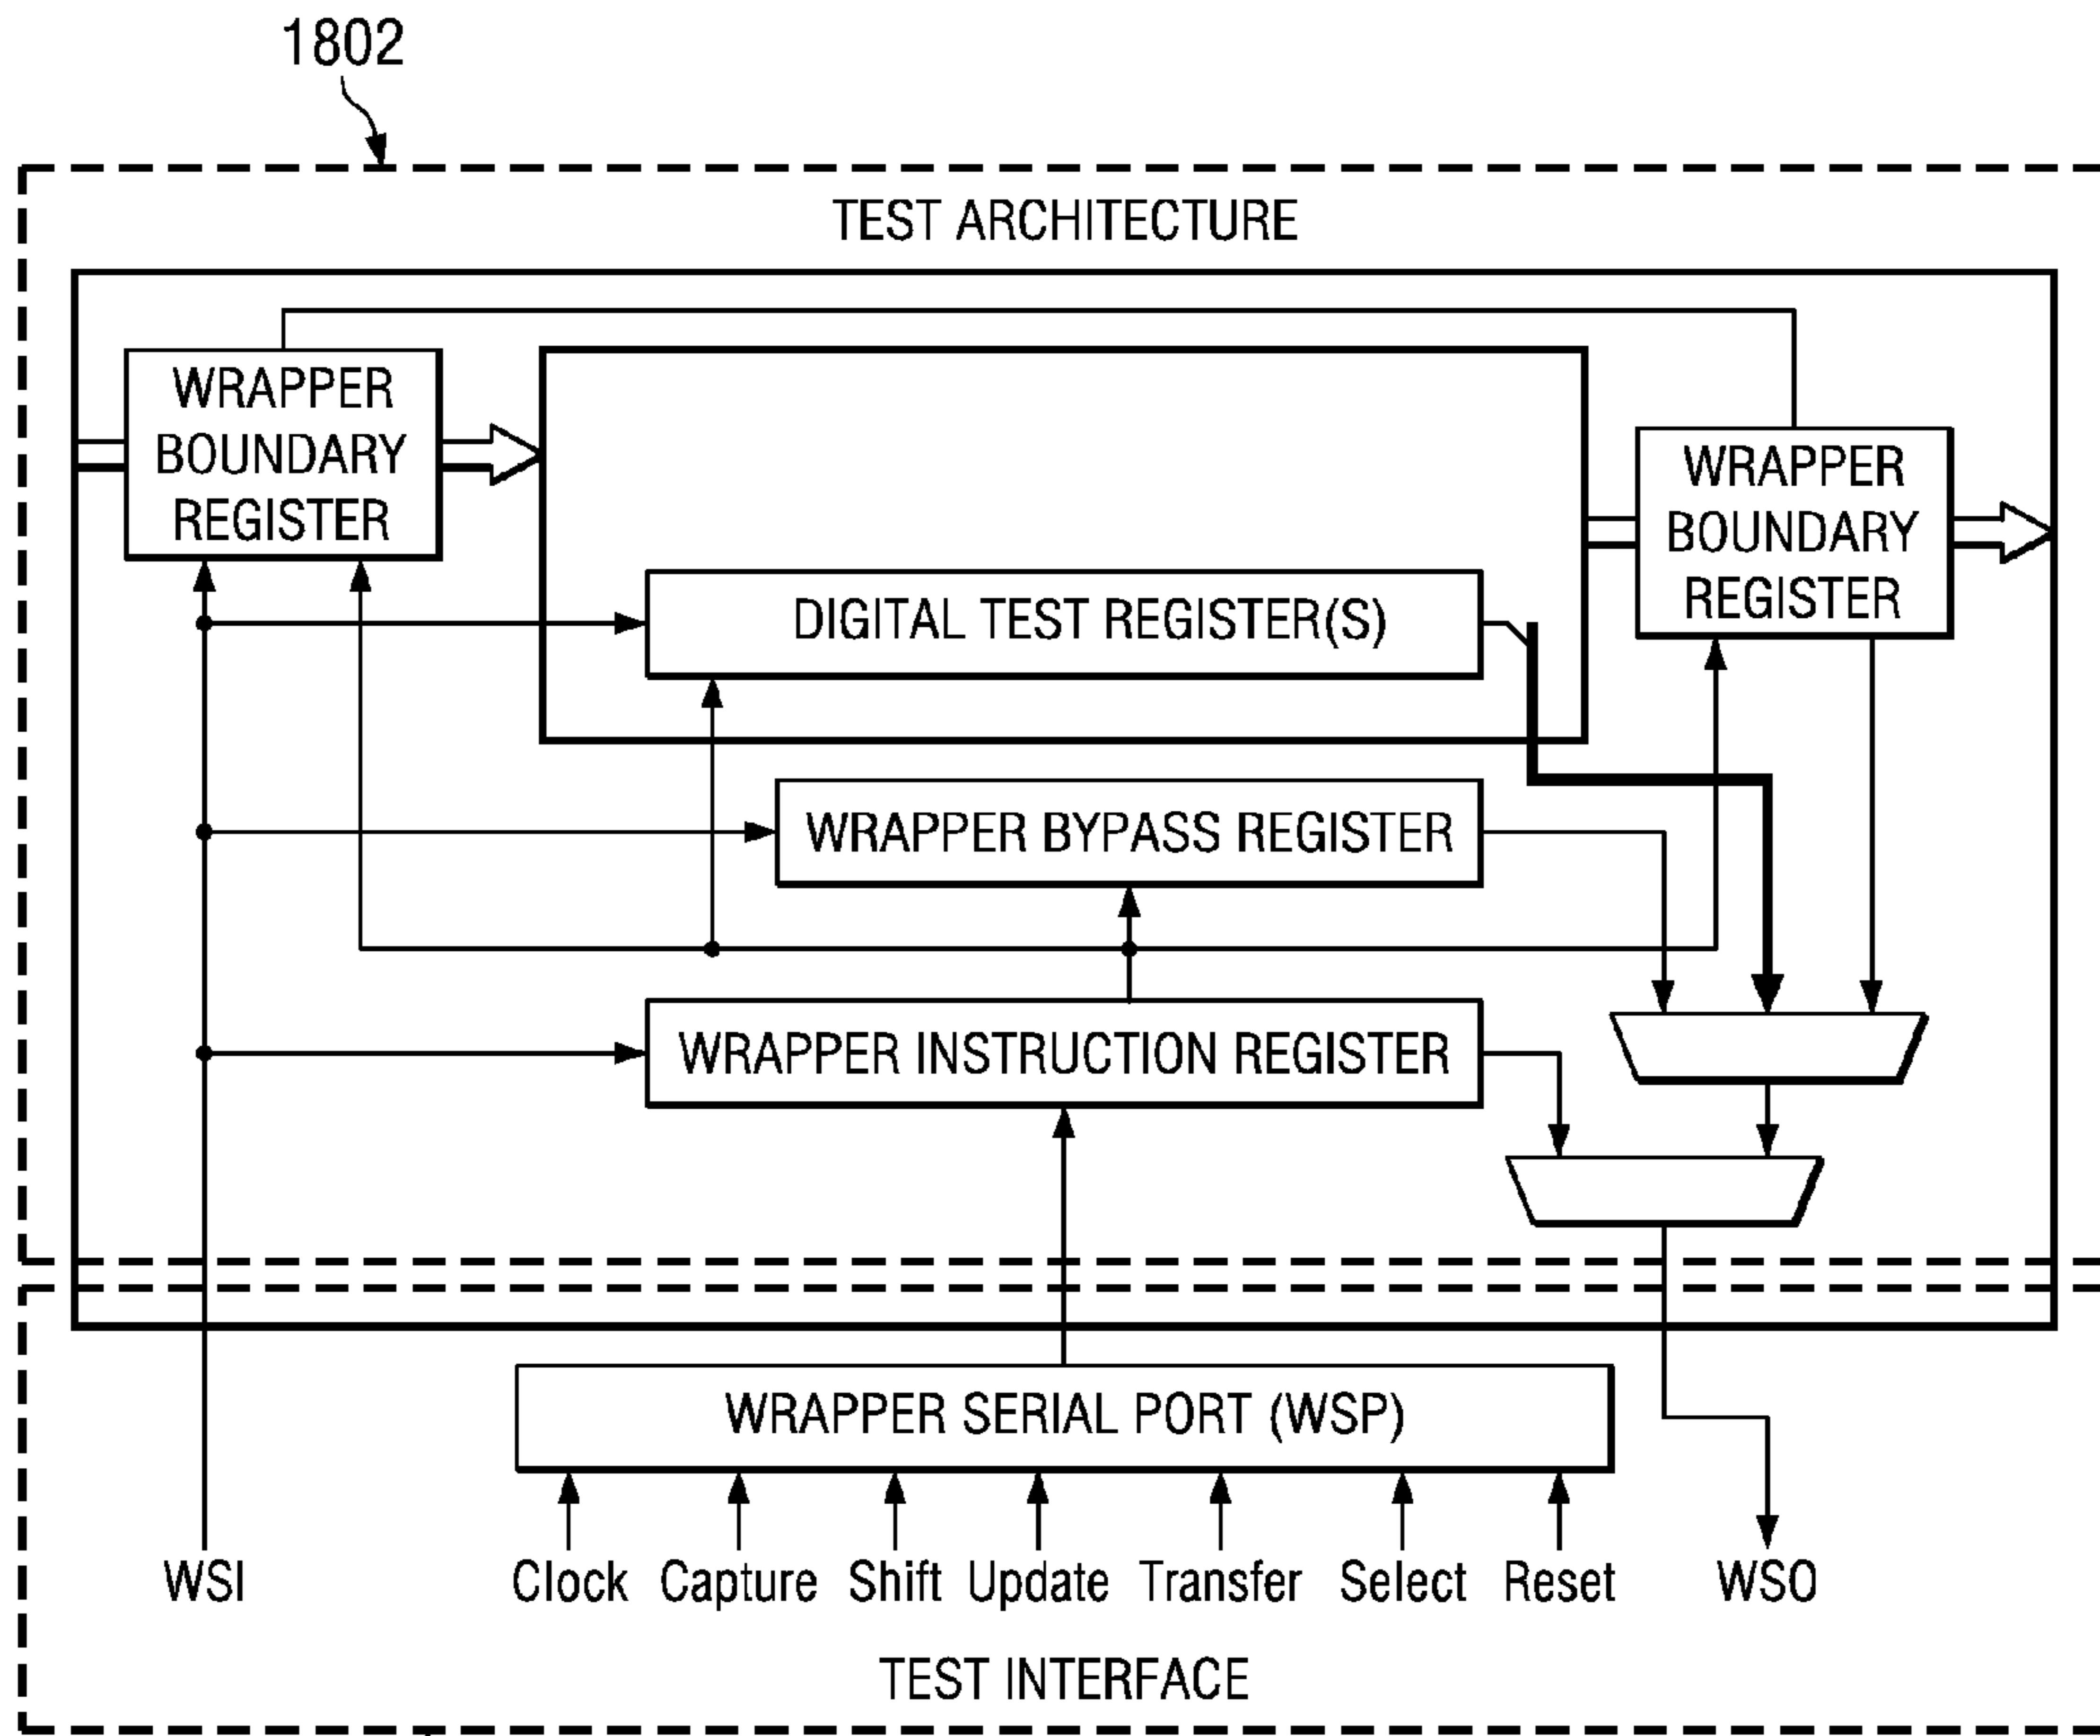 1802
TEST ARCHITECTURE
WRAPPER
BOUNDARY
REGISTER
WRAPPER
BOUNDARY
REGISTER
DIGITAL TEST REGISTER(S)
WRAPPER BYPASS REGISTER
WRAPPER INSTRUCTION REGISTER
WRAPPER SERIAL PORT (WSP)
WSI Clock Capture Shift Update Transfer Select Reset WSO
TEST INTERFACE